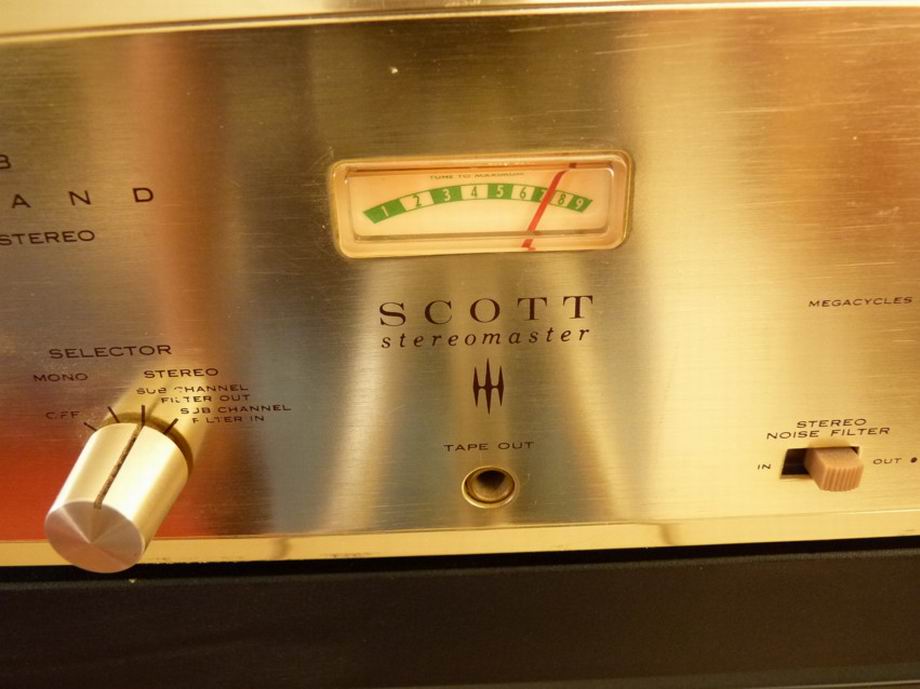 B
AND
STEREO
TUNE TO MAXIMUM
1 2 3 4 5 6 7 8 9
SCOTT
stereomaster
MEGACYCLES
SELECTOR
MONO
STEREO
SUB CHANNEL
FILTER OUT
OFF
SUB CHANNEL
FILTER IN
TAPE OUT
STEREO
NOISE FILTER
IN
OUT